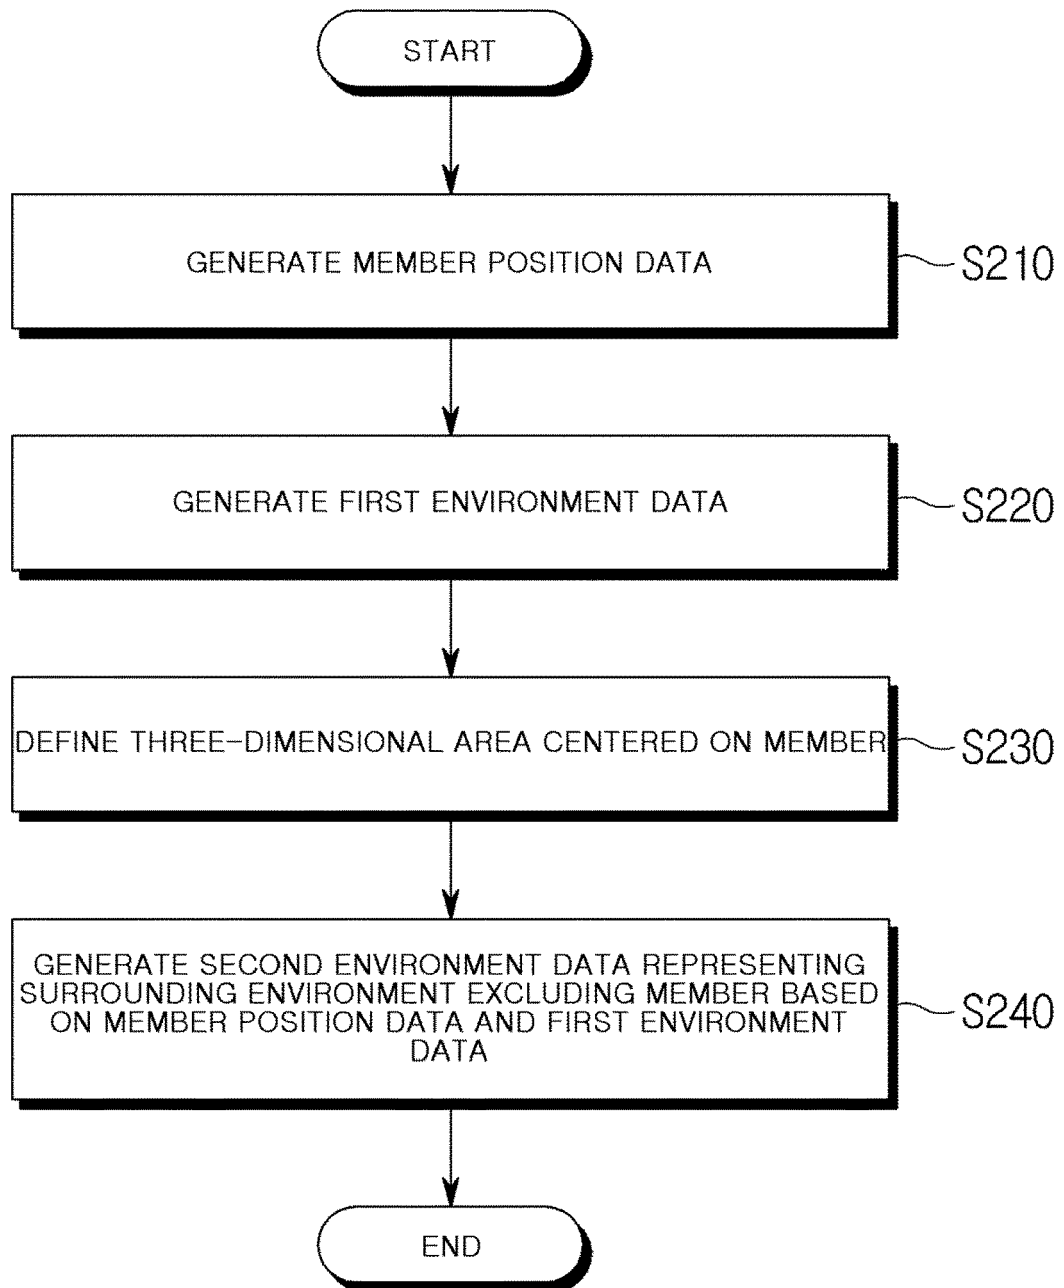 START
GENERATE MEMBER POSITION DATA
S210
GENERATE FIRST ENVIRONMENT DATA
S220
DEFINE THREE-DIMENSIONAL AREA CENTERED ON MEMBER
S230
GENERATE SECOND ENVIRONMENT DATA REPRESENTING
SURROUNDING ENVIRONMENT EXCLUDING MEMBER BASED
ON MEMBER POSITION DATA AND FIRST ENVIRONMENT
DATA
S240
END